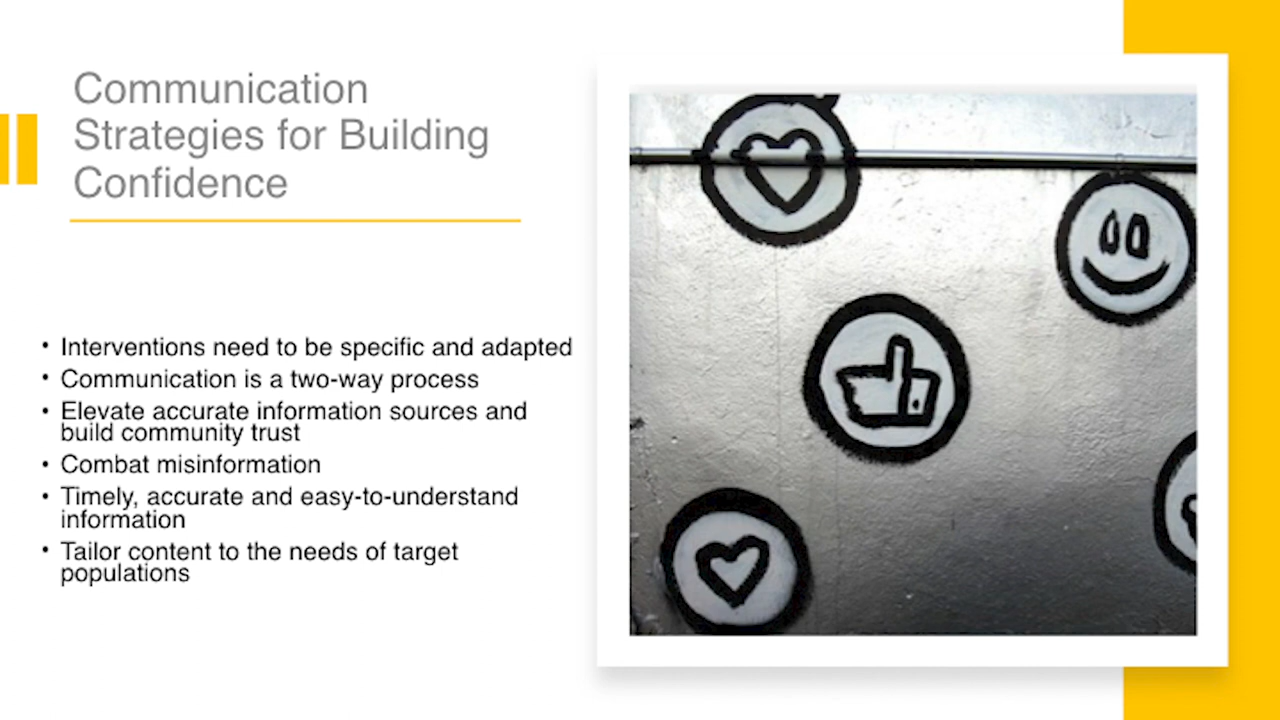 Communication
Strategies for Building
Confidence
• Interventions need to be specific and adapted
• Communication is a two-way process
• Elevate accurate information sources and
build community trust
• Combat misinformation
• Timely, accurate and easy-to-understand
information
• Tailor content to the needs of target
populations